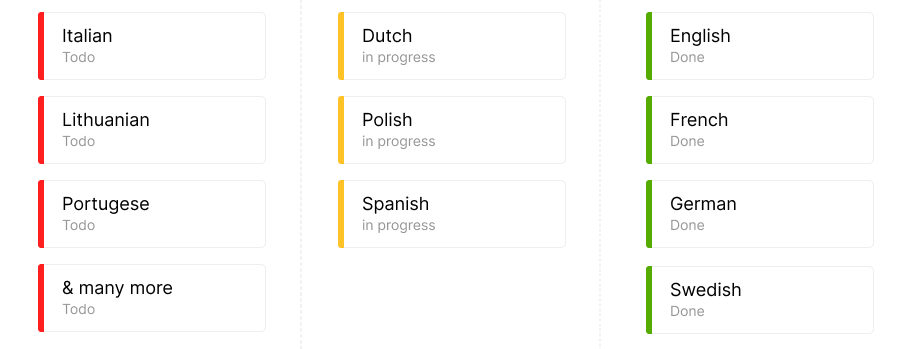 Italian
Todo
Lithuanian
Todo
Portugese
Todo
& many more
Todo
Dutch
in progress
Polish
in progress
Spanish
in progress
English
Done
French
Done
German
Done
Swedish
Done